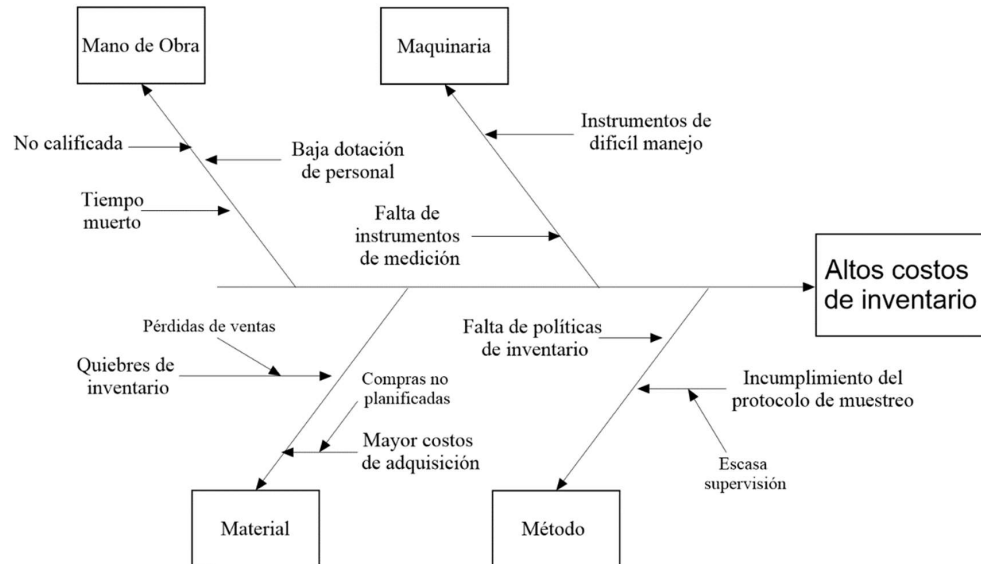 Mano de Obra
Maquinaria
No calificada
Baja dotación
de personal
Instrumentos de
dificíl manejo
Tiempo
muerto
Falta de
instrumentos
de medición
Altos costos
de inventario
Pérdidas de ventas
Falta de políticas
de inventario
Quiebres de
inventario
Compras no
planificadas
Incumplimiento del
protocolo de muestreo
Mayor costos
de adquisición
Escasa
supervisión
Material
Método